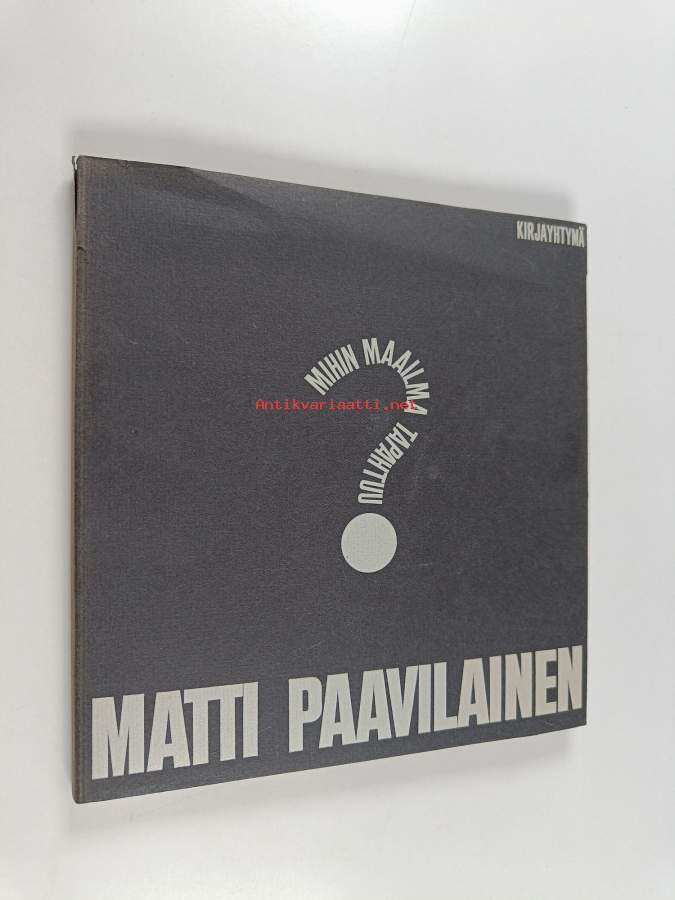 KIRJAYHTYMÄ
MIHIN MAAILMA TAPAHTUU
Antikvariaatti.net
MATTI PAAVILAINEN